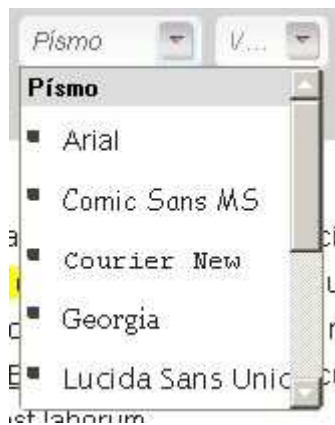 Písmo V...
Písmo
Arial
Comic Sans MS
Courier New
Georgia
Lucida Sans Unic
st laborum